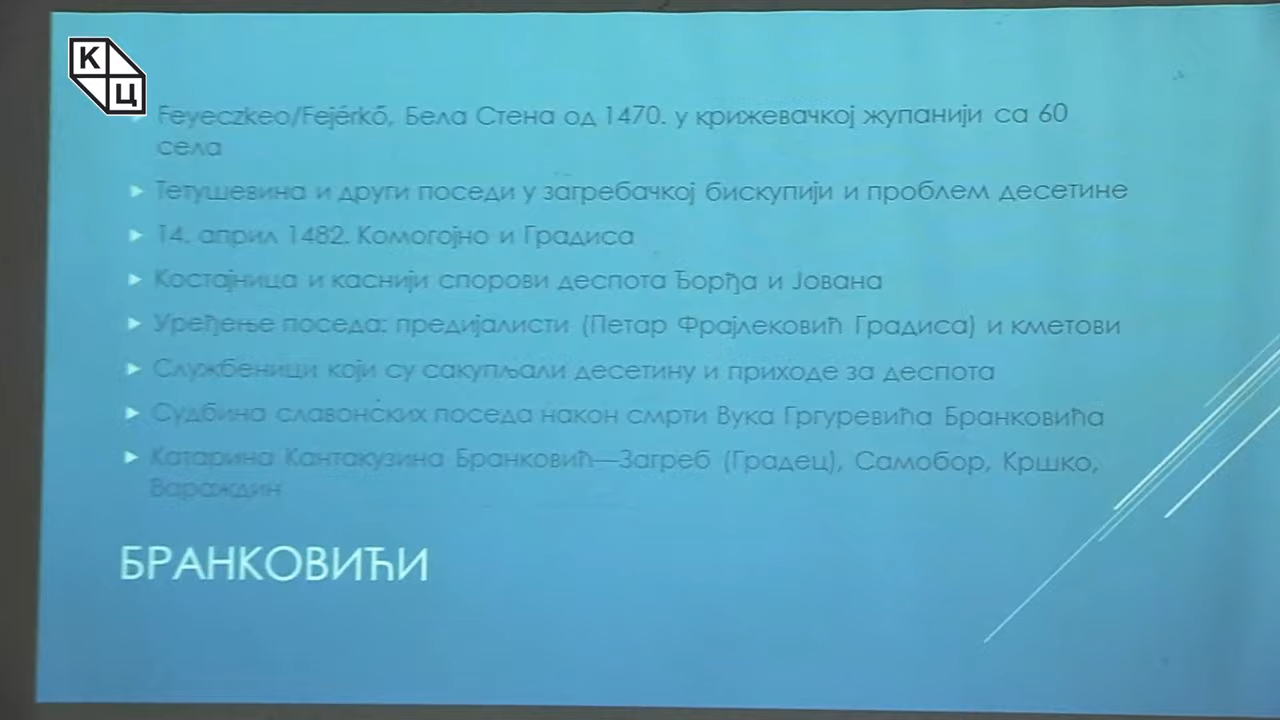 К
Ц
Feyeczkeo/Fejérkő, Бела Стена од 1470. у крижевачкој жупанији са 60
села
Тетушевина и други поседи у загребачкој бискупији и проблем десетине
14. април 1482. Комогојно и Градиса
Костајница и каснији спорови деспота Ђорђа и Јована
Уређење поседа: предијалисти (Петар Фрајлековић Градиса) и кметови
Службеници који су сакупљали десетину и приходе за деспота
Судбина славонских поседа након смрти Вука Гргуревића Бранковића
Катарина Кантакузина Бранковић—Загреб (Градец), Самобор, Кршко,
Вараждин
БРАНКОВИЋИ